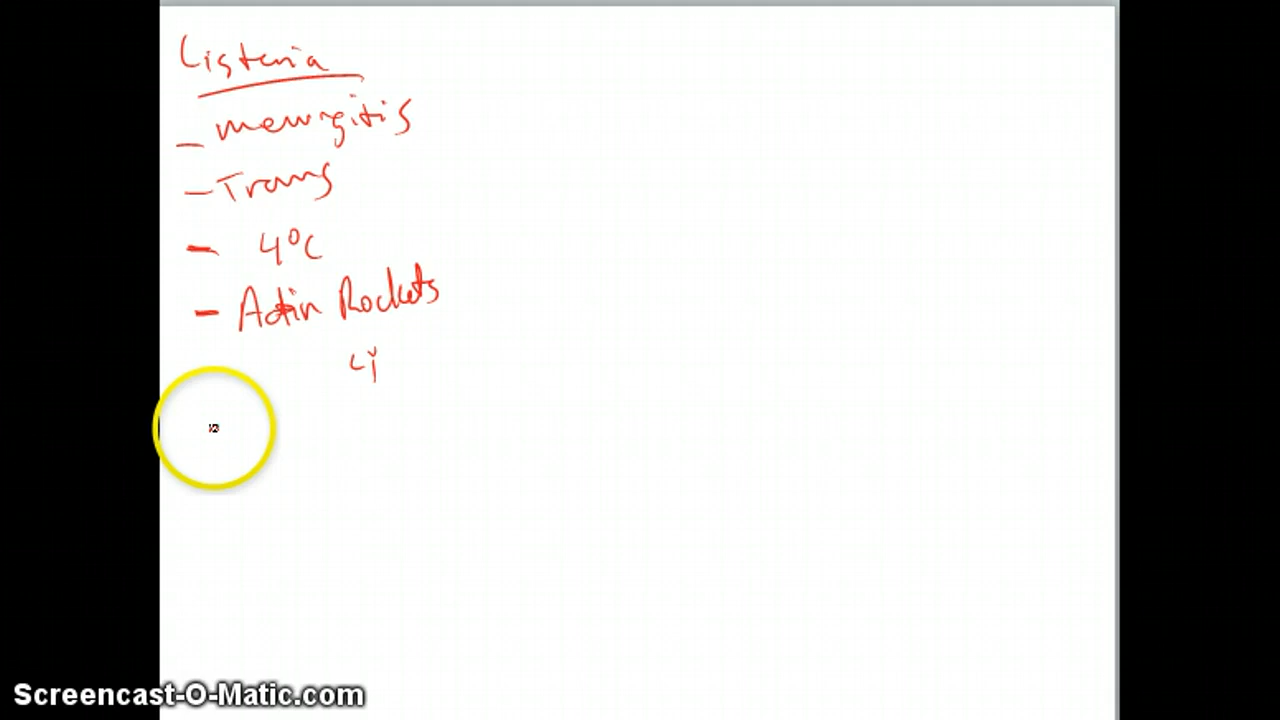 Listeria
- meningitis
- Trans
- 4°C
- Actin Rockets
Screencast-O-Matic.com